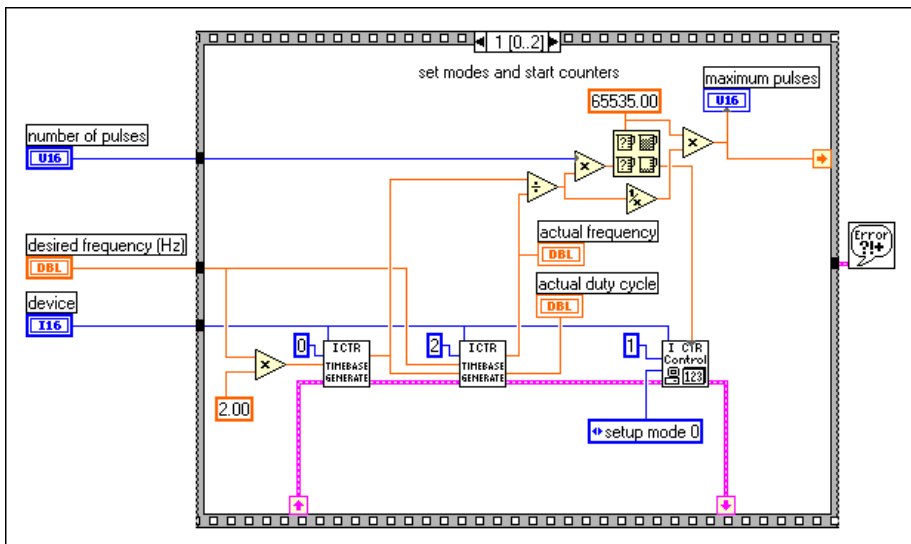 1 [0..2]
set modes and start counters
maximum pulses
U16
65535.00
number of pulses
U16
x
x
?
?
÷
1/x
actual frequency
DBL
desired frequency (Hz)
DBL
Error
?!+
actual duty cycle
DBL
device
I16
0
ICTR
TIMEBASE
GENERATE
2
ICTR
TIMEBASE
GENERATE
1
I CTR
Control
123
x
2.00
setup mode 0